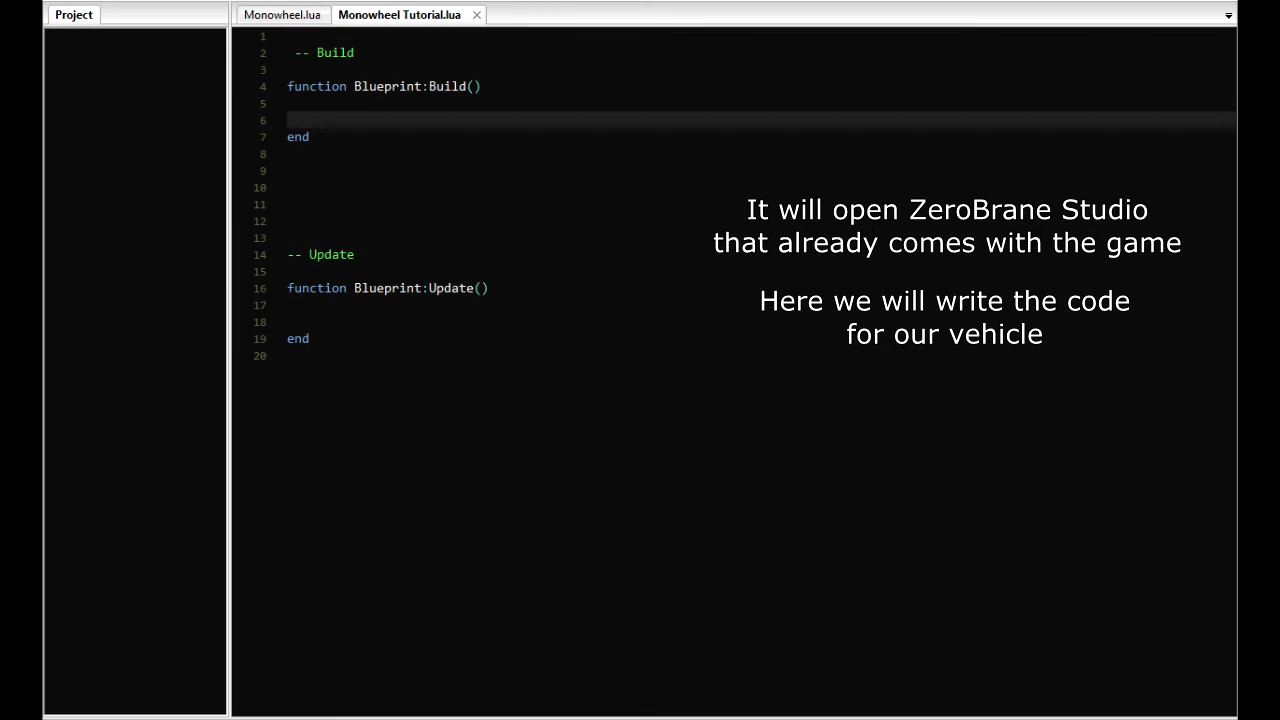 Project
Monowheel.lua
Monowheel Tutorial.lua
1
2 -- Build
3
4 function Blueprint:Build()
5
6
7 end
8
9
10
11
12
13
14 -- Update
15
16 function Blueprint:Update()
17
18
19 end
20
It will open ZeroBrane Studio
that already comes with the game
Here we will write the code
for our vehicle